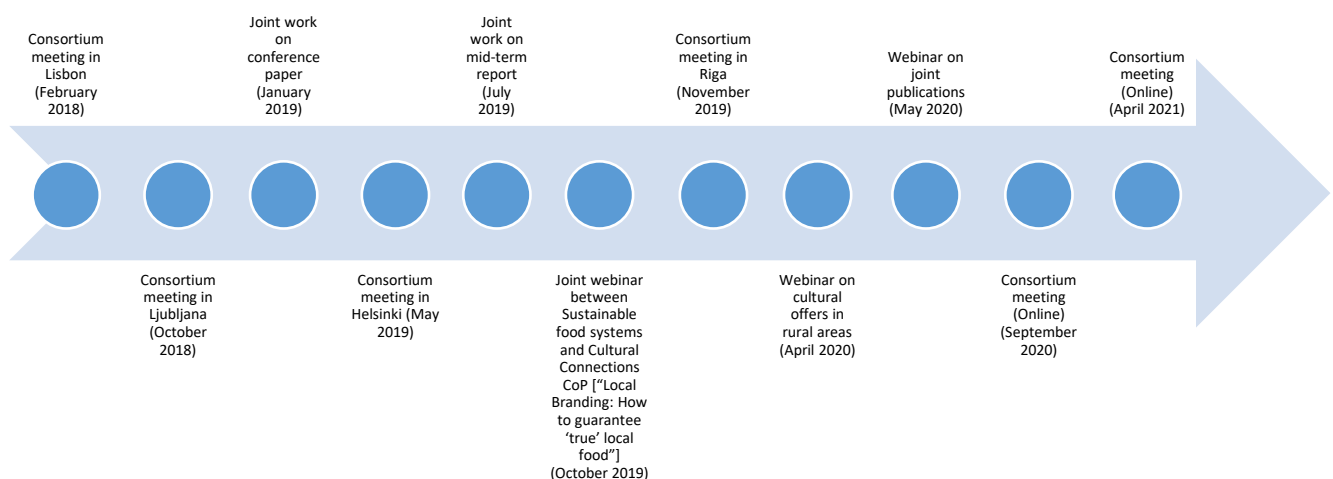 Consortium
meeting in
Lisbon
(February
2018)
Consortium
meeting in
Ljubljana
(October
2018)
Joint work
on
conference
paper
(January
2019)
Consortium
meeting in
Helsinki (May
2019)
Joint
work on
mid-term
report
(July
2019)
Joint webinar
between
Sustainable
food systems
and Cultural
Connections
CoP [“Local
Branding: How
to guarantee
‘true’ local
food”]
(October 2019)
Consortium
meeting in
Riga
(November
2019)
Webinar on
cultural
offers in
rural areas
(April 2020)
Webinar on
joint
publications
(May 2020)
Consortium
meeting
(Online)
(September
2020)
Consortium
meeting
(Online)
(April 2021)